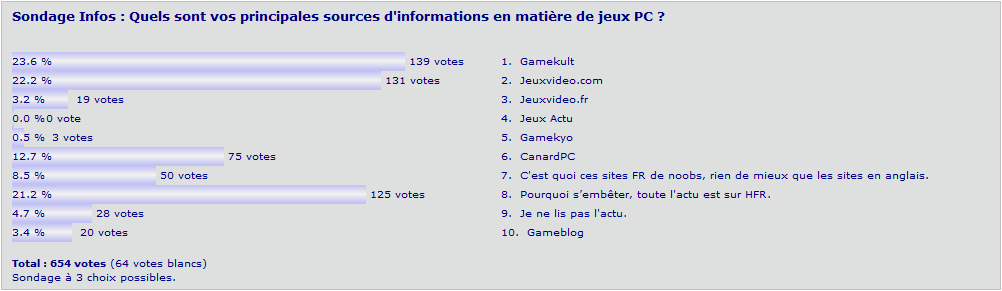 Sondage Infos : Quels sont vos principales sources d'informations en matière de jeux PC ?
23.6 % 139 votes 1. Gamekult
22.2 % 131 votes 2. Jeuxvideo.com
3.2 % 19 votes 3. Jeuxvideo.fr
0.0 % 0 vote 4. Jeux Actu
0.5 % 3 votes 5. Gamekyo
12.7 % 75 votes 6. CanardPC
8.5 % 50 votes 7. C'est quoi ces sites FR de noobs, rien de mieux que les sites en anglais.
21.2 % 125 votes 8. Pourquoi s’embêter, toute l'actu est sur HFR.
4.7 % 28 votes 9. Je ne lis pas l'actu.
3.4 % 20 votes 10. Gameblog
Total : 654 votes (64 votes blancs)
Sondage à 3 choix possibles.